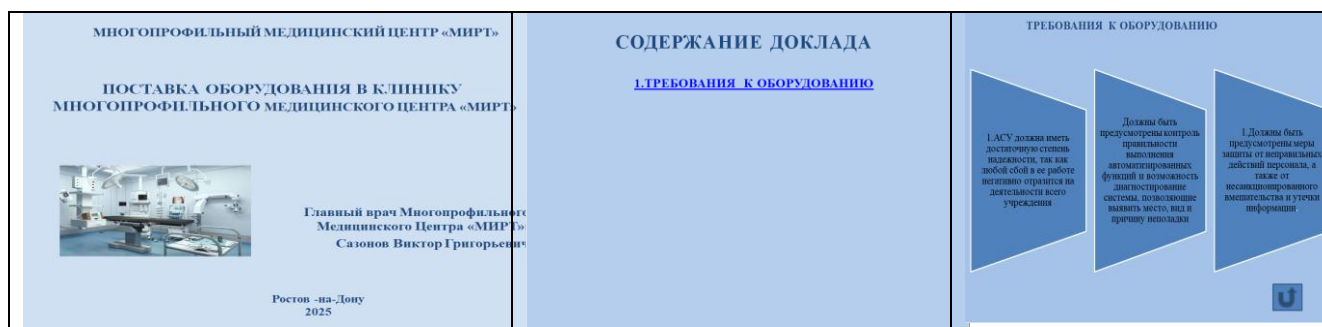 МНОГОПРОФИЛЬНЫЙ МЕДИЦИНСКИЙ ЦЕНТР «МИРТ»
ПОСТАВКА ОБОРУДОВАНИЯ В КЛИНИКУ
МНОГОПРОФИЛЬНОГО МЕДИЦИНСКОГО ЦЕНТРА «МИРТ»
Главный врач Многопрофильного
Медицинского Центра «МИРТ»
Сазонов Виктор Григорьевич
Ростов -на-Дону
2025
СОДЕРЖАНИЕ ДОКЛАДА
1.ТРЕБОВАНИЯ К ОБОРУДОВАНИЮ
ТРЕБОВАНИЯ К ОБОРУДОВАНИЮ
1.АСУ должна иметь
достаточную степень
надежности, так как
любой сбой в ее работе
негативно отразится на
деятельности всего
учреждения
Должны быть
предусмотрены контроль
правильности
выполнения
автоматизированных
функций и возможность
диагностирование
системы, позволяющие
выявить место, вид и
причину неполадки
1.Должны быть
предусмотрены меры
защиты от неправильных
действий персонала, а
также от
несанкционированного
вмешательства и утечки
информации